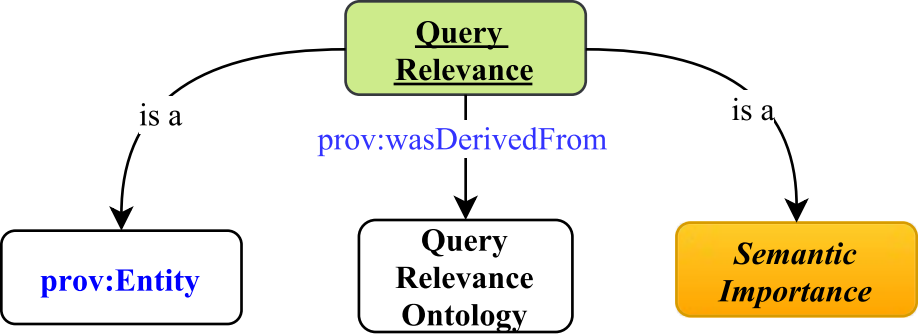 Query
Relevance
is a
is a
prov:wasDerivedFrom
prov:Entity
Query
Relevance
Ontology
Semantic
Importance